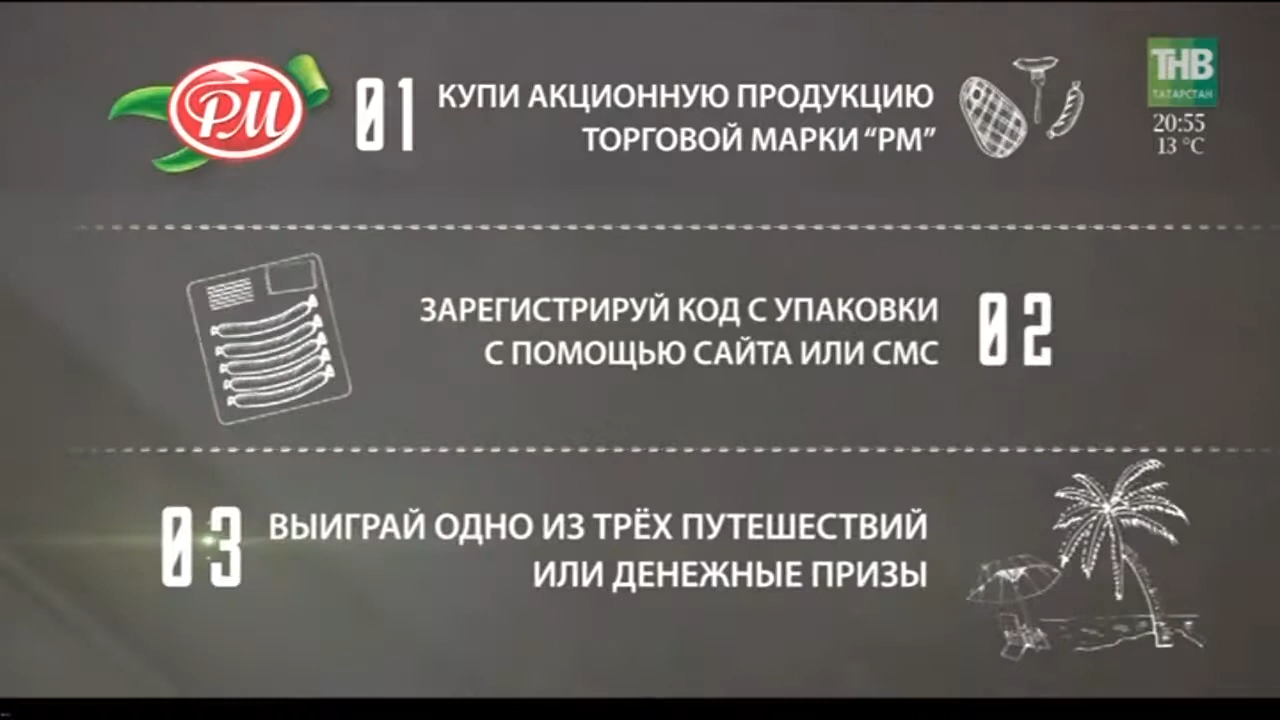 РМ
01
КУПИ АКЦИОННУЮ ПРОДУКЦИЮ
ТОРГОВОЙ МАРКИ “РМ”
ТНВ
ТАТАРСТАН
20:55
13 °C
ЗАРЕГИСТРИРУЙ КОД С УПАКОВКИ
С ПОМОЩЬЮ САЙТА ИЛИ СМС
02
03
ВЫИГРАЙ ОДНО ИЗ ТРЁХ ПУТЕШЕСТВИЙ
ИЛИ ДЕНЕЖНЫЕ ПРИЗЫ